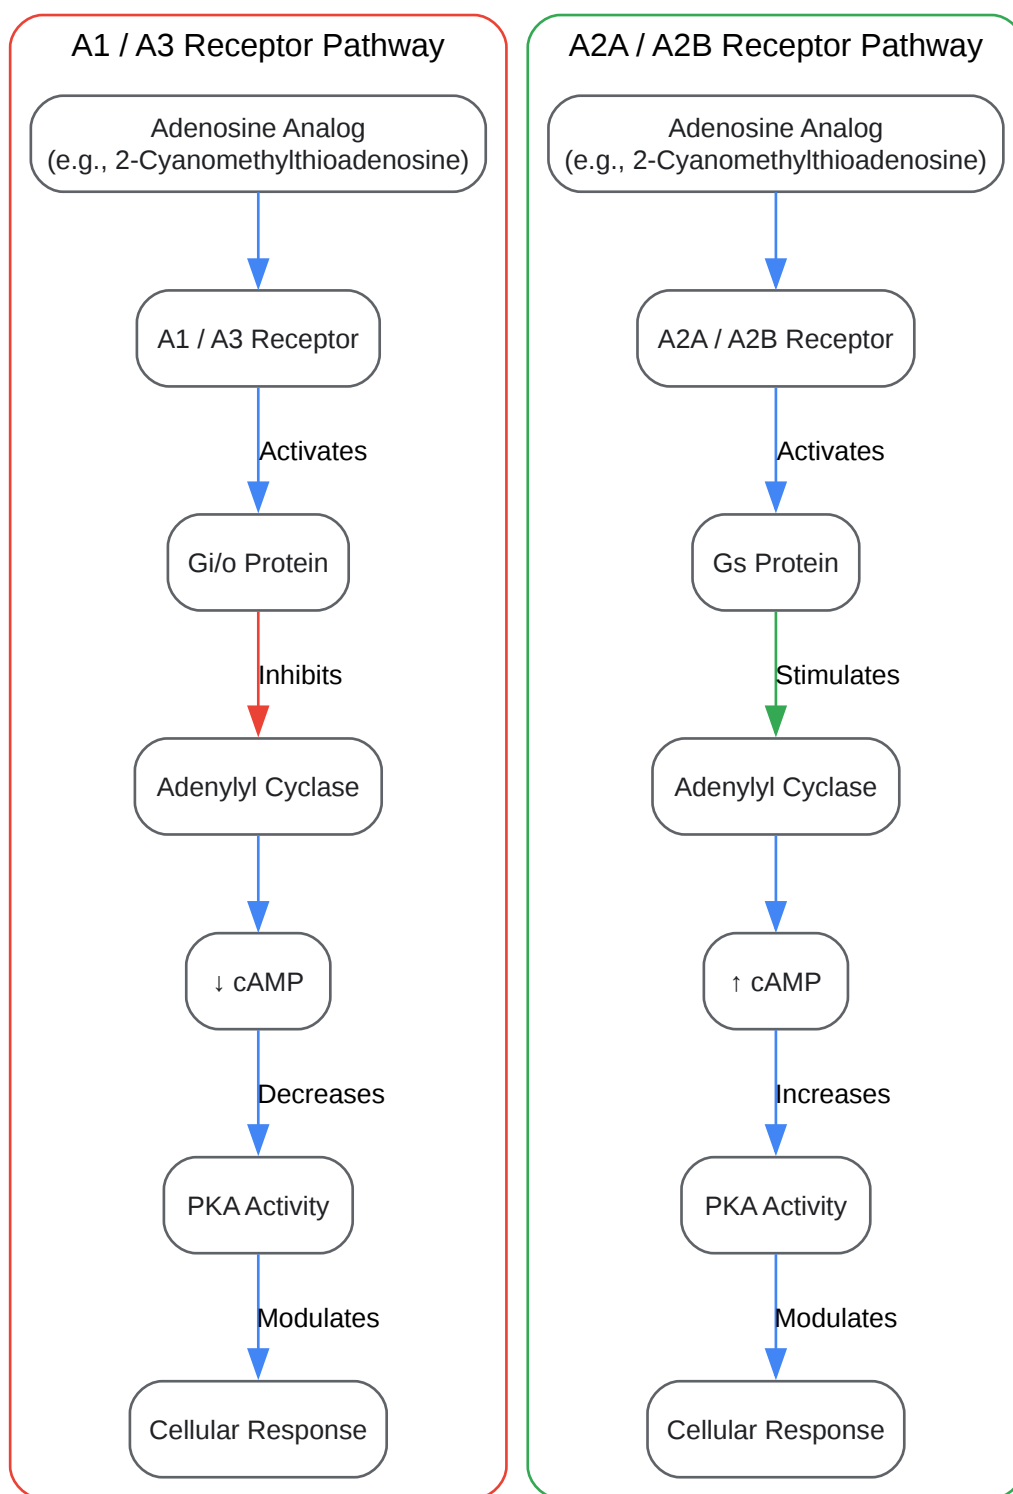 A1 / A3 Receptor Pathway
Adenosine Analog
(e.g., 2-Cyanomethylthioadenosine)
A1 / A3 Receptor
Activates
Gi/o Protein
Inhibits
Adenylyl Cyclase
↓ cAMP
Decreases
PKA Activity
Modulates
Cellular Response
A2A / A2B Receptor Pathway
Adenosine Analog
(e.g., 2-Cyanomethylthioadenosine)
A2A / A2B Receptor
Activates
Gs Protein
Stimulates
Adenylyl Cyclase
↑ cAMP
Increases
PKA Activity
Modulates
Cellular Response